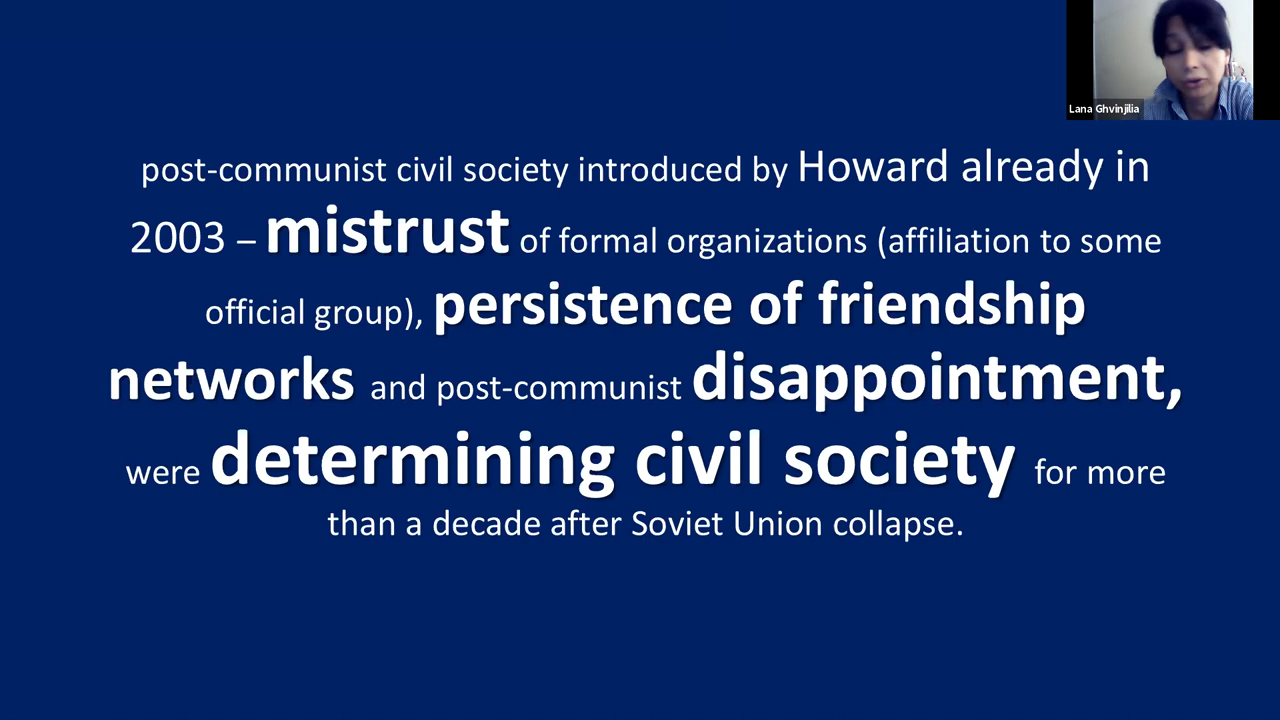 Lana Ghvinjilia
post-communist civil society introduced by Howard already in
2003 – mistrust of formal organizations (affiliation to some
official group), persistence of friendship
networks and post-communist disappointment,
were determining civil society for more
than a decade after Soviet Union collapse.